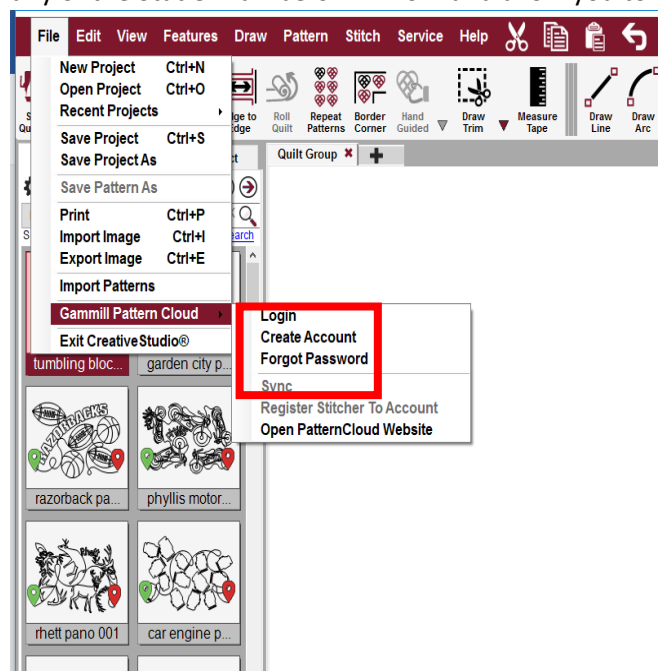 File Edit View Features Draw Pattern Stitch Service Help
New Project Ctrl+N
Open Project Ctrl+O
Recent Projects
Save Project Ctrl+S
Save Project As
Save Pattern As
Print Ctrl+P
Import Image Ctrl+I
Export Image Ctrl+E
Import Patterns
Gammill Pattern Cloud
Exit CreativeStudio®
Login
Create Account
Forgot Password
Sync
Register Stitcher To Account
Open PatternCloud Website
Roll Quilt
Repeat Patterns
Border Corner
Hand Guided
Draw Trim
Measure Tape
Draw Line
Draw Arc
Quilt Group
tumbling bloc...
garden city p...
RAZORBACKS
razorback pa...
phyllis motor...
Rhett
rhett pano 001
car engine p...